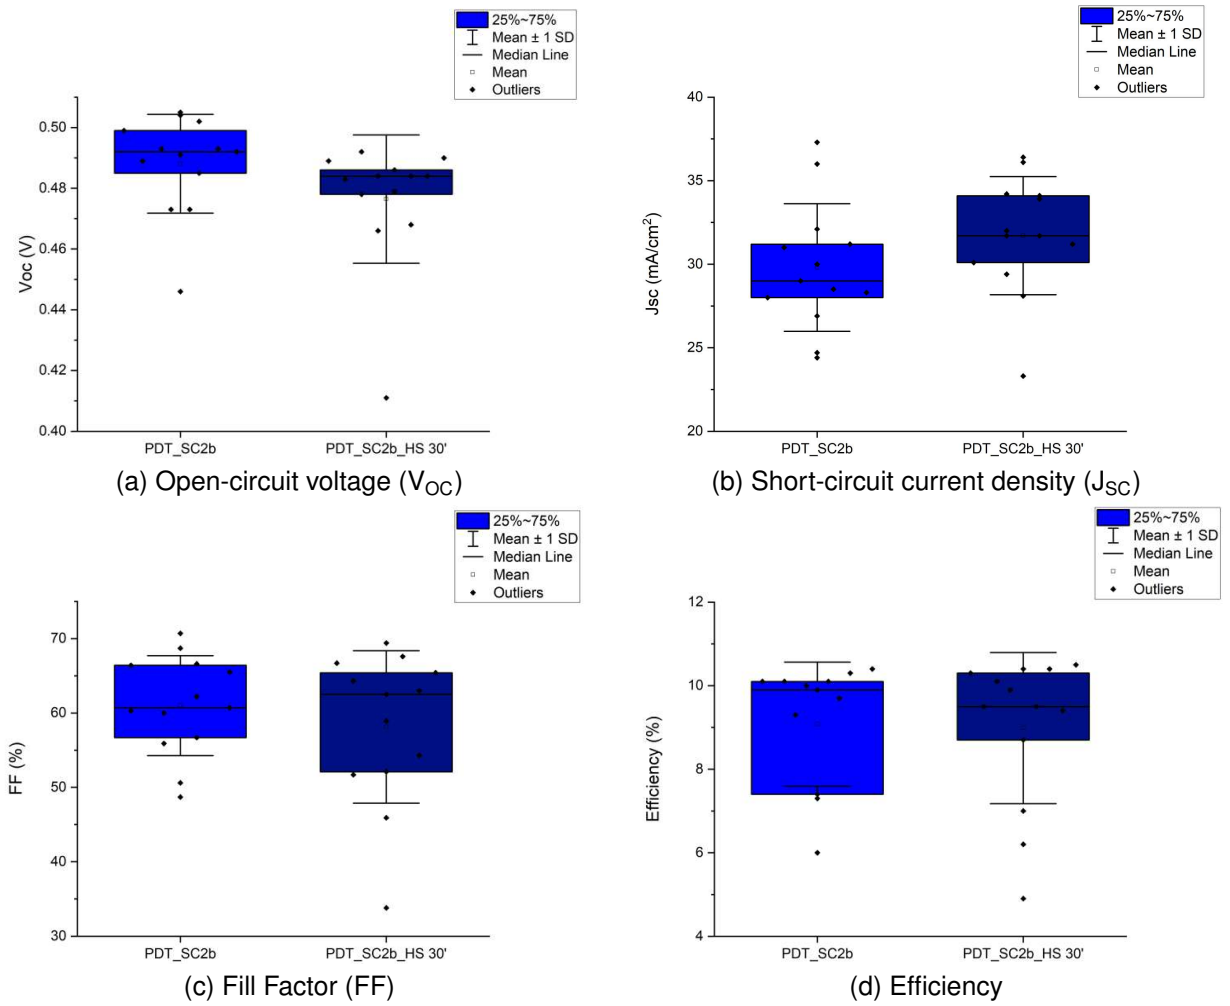 25%~75%
Mean ± 1 SD
Median Line
Mean
Outliers
0.50
0.48
0.46
0.44
0.42
0.40
Voc (V)
PDT_SC2b
PDT_SC2b_HS 30'
(a) Open-circuit voltage (VOC)
25%~75%
Mean ± 1 SD
Median Line
Mean
Outliers
40
35
30
25
20
Jsc (mA/cm²)
PDT_SC2b
PDT_SC2b_HS 30'
(b) Short-circuit current density (JSC)
25%~75%
Mean ± 1 SD
Median Line
Mean
Outliers
70
60
50
40
30
FF (%)
PDT_SC2b
PDT_SC2b_HS 30'
(c) Fill Factor (FF)
25%~75%
Mean ± 1 SD
Median Line
Mean
Outliers
12
10
8
6
4
Efficiency (%)
PDT_SC2b
PDT_SC2b_HS 30'
(d) Efficiency